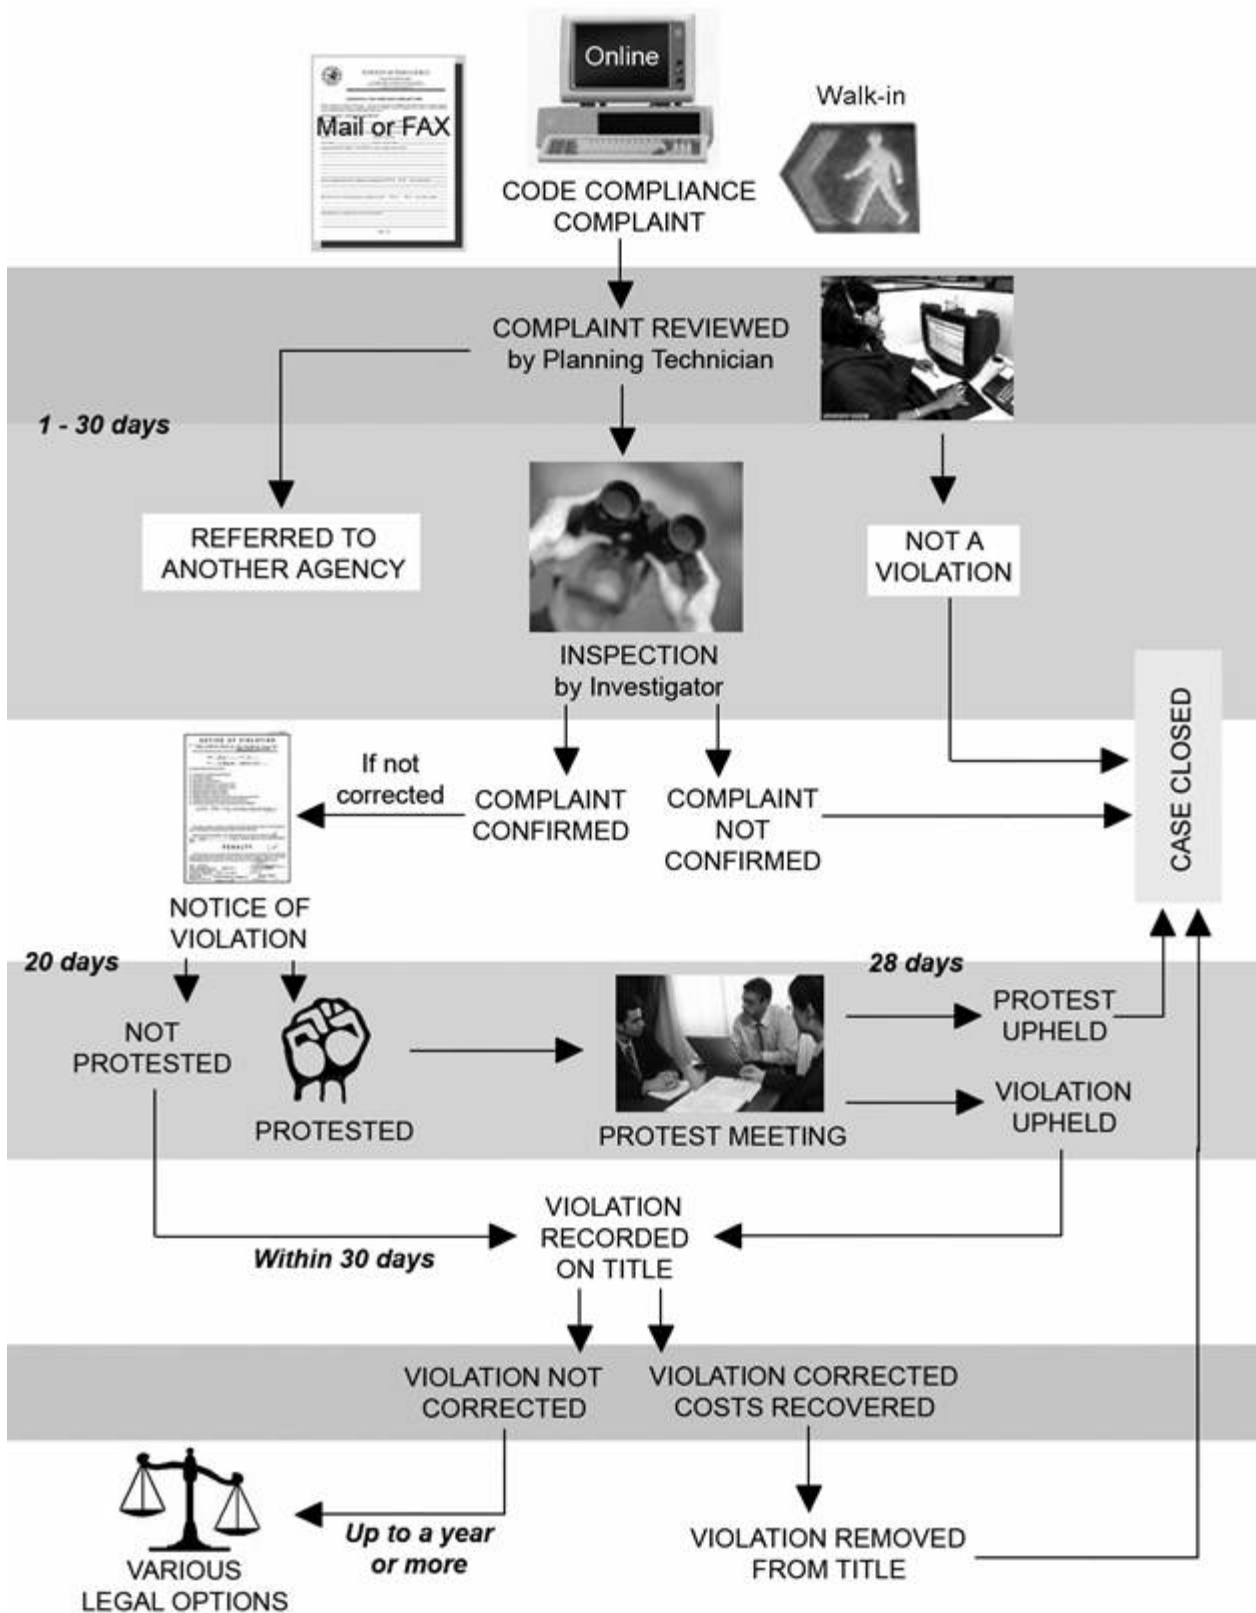 Online
Mail or FAX
Walk-in
CODE COMPLIANCE
COMPLAINT
COMPLAINT REVIEWED
by Planning Technician
1 - 30 days
REFERRED TO
ANOTHER AGENCY
NOT A
VIOLATION
INSPECTION
by Investigator
CASE CLOSED
NOTICE OF VIOLATION
PENALTY
If not
corrected
COMPLAINT
CONFIRMED
COMPLAINT
NOT
CONFIRMED
NOTICE OF
VIOLATION
20 days
28 days
NOT
PROTESTED
PROTESTED
PROTEST MEETING
PROTEST
UPHELD
VIOLATION
UPHELD
VIOLATION
RECORDED
ON TITLE
Within 30 days
VIOLATION NOT
CORRECTED
VIOLATION CORRECTED
COSTS RECOVERED
Up to a year
or more
VARIOUS
LEGAL OPTIONS
VIOLATION REMOVED
FROM TITLE